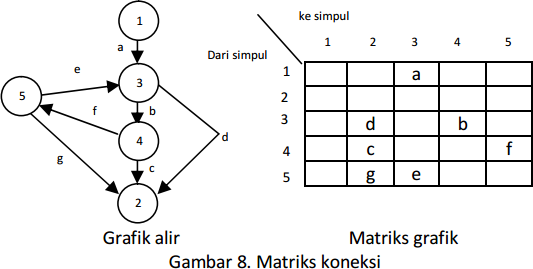 1
a
3
e
5
f
b
d
4
g
c
2
ke simpul
Dari simpul
1 2 3 4 5
1 a
2
3 d b
4 c f
5 g e
Grafik alir
Matriks grafik
Gambar 8. Matriks koneksi